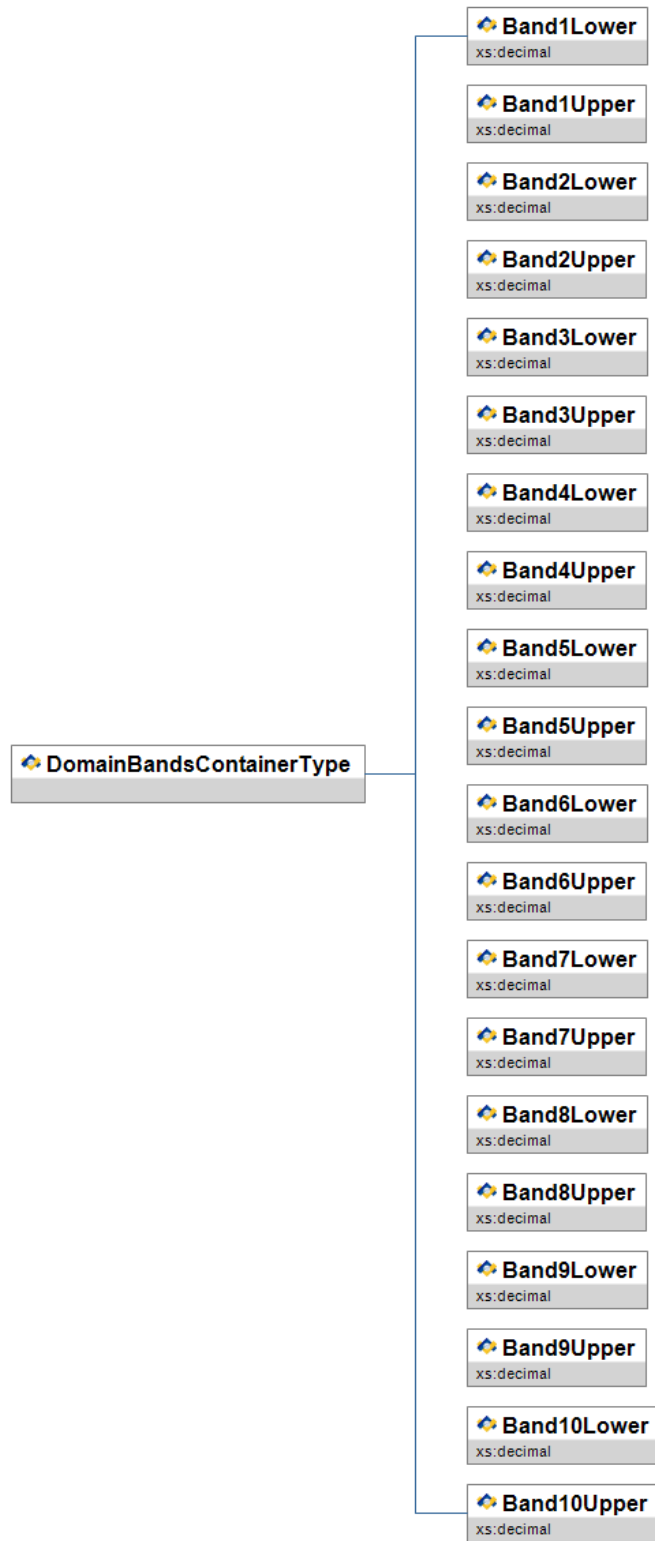 Band1Lower
xs:decimal
Band1Upper
xs:decimal
Band2Lower
xs:decimal
Band2Upper
xs:decimal
Band3Lower
xs:decimal
Band3Upper
xs:decimal
Band4Lower
xs:decimal
Band4Upper
xs:decimal
Band5Lower
xs:decimal
Band5Upper
xs:decimal
DomainBandsContainerType
Band6Lower
xs:decimal
Band6Upper
xs:decimal
Band7Lower
xs:decimal
Band7Upper
xs:decimal
Band8Lower
xs:decimal
Band8Upper
xs:decimal
Band9Lower
xs:decimal
Band9Upper
xs:decimal
Band10Lower
xs:decimal
Band10Upper
xs:decimal